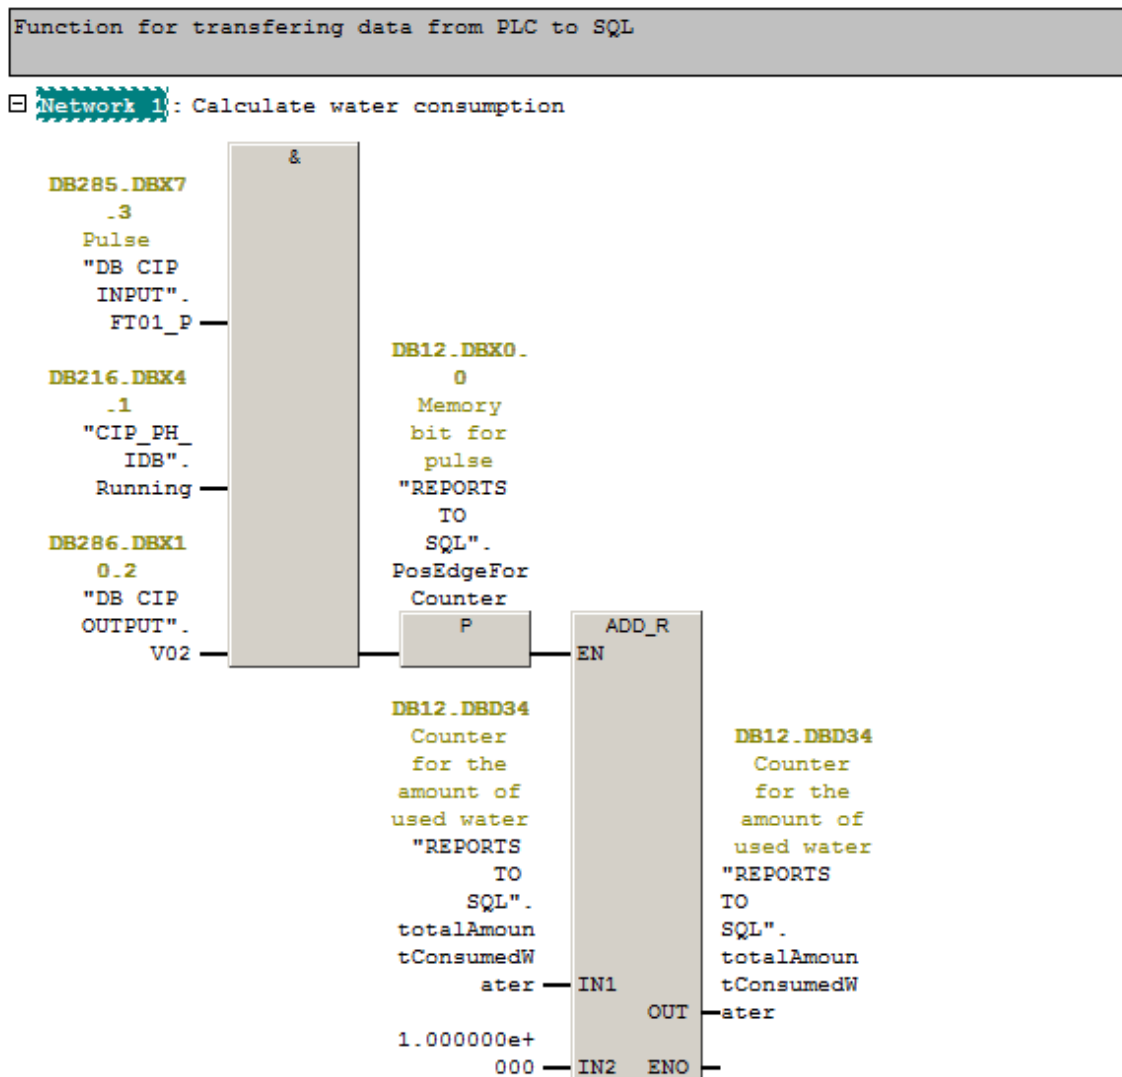 Function for transfering data from PLC to SQL
Network 1: Calculate water consumption
&
DB285.DBX7
.3
Pulse
"DB CIP
INPUT".
FT01_P
DB216.DBX4
.1
"CIP_PH_
IDB".
Running
DB286.DBX1
0.2
"DB CIP
OUTPUT".
V02
DB12.DBX0.
0
Memory
bit for
pulse
"REPORTS
TO
SQL".
PosEdgeFor
Counter
P
ADD_R
EN
DB12.DBD34
Counter
for the
amount of
used water
"REPORTS
TO
SQL".
totalAmoun
tConsumedW
ater
IN1
1.000000e+
000
IN2
DB12.DBD34
Counter
for the
amount of
used water
"REPORTS
TO
SQL".
totalAmoun
tConsumedW
ater
OUT
ENO